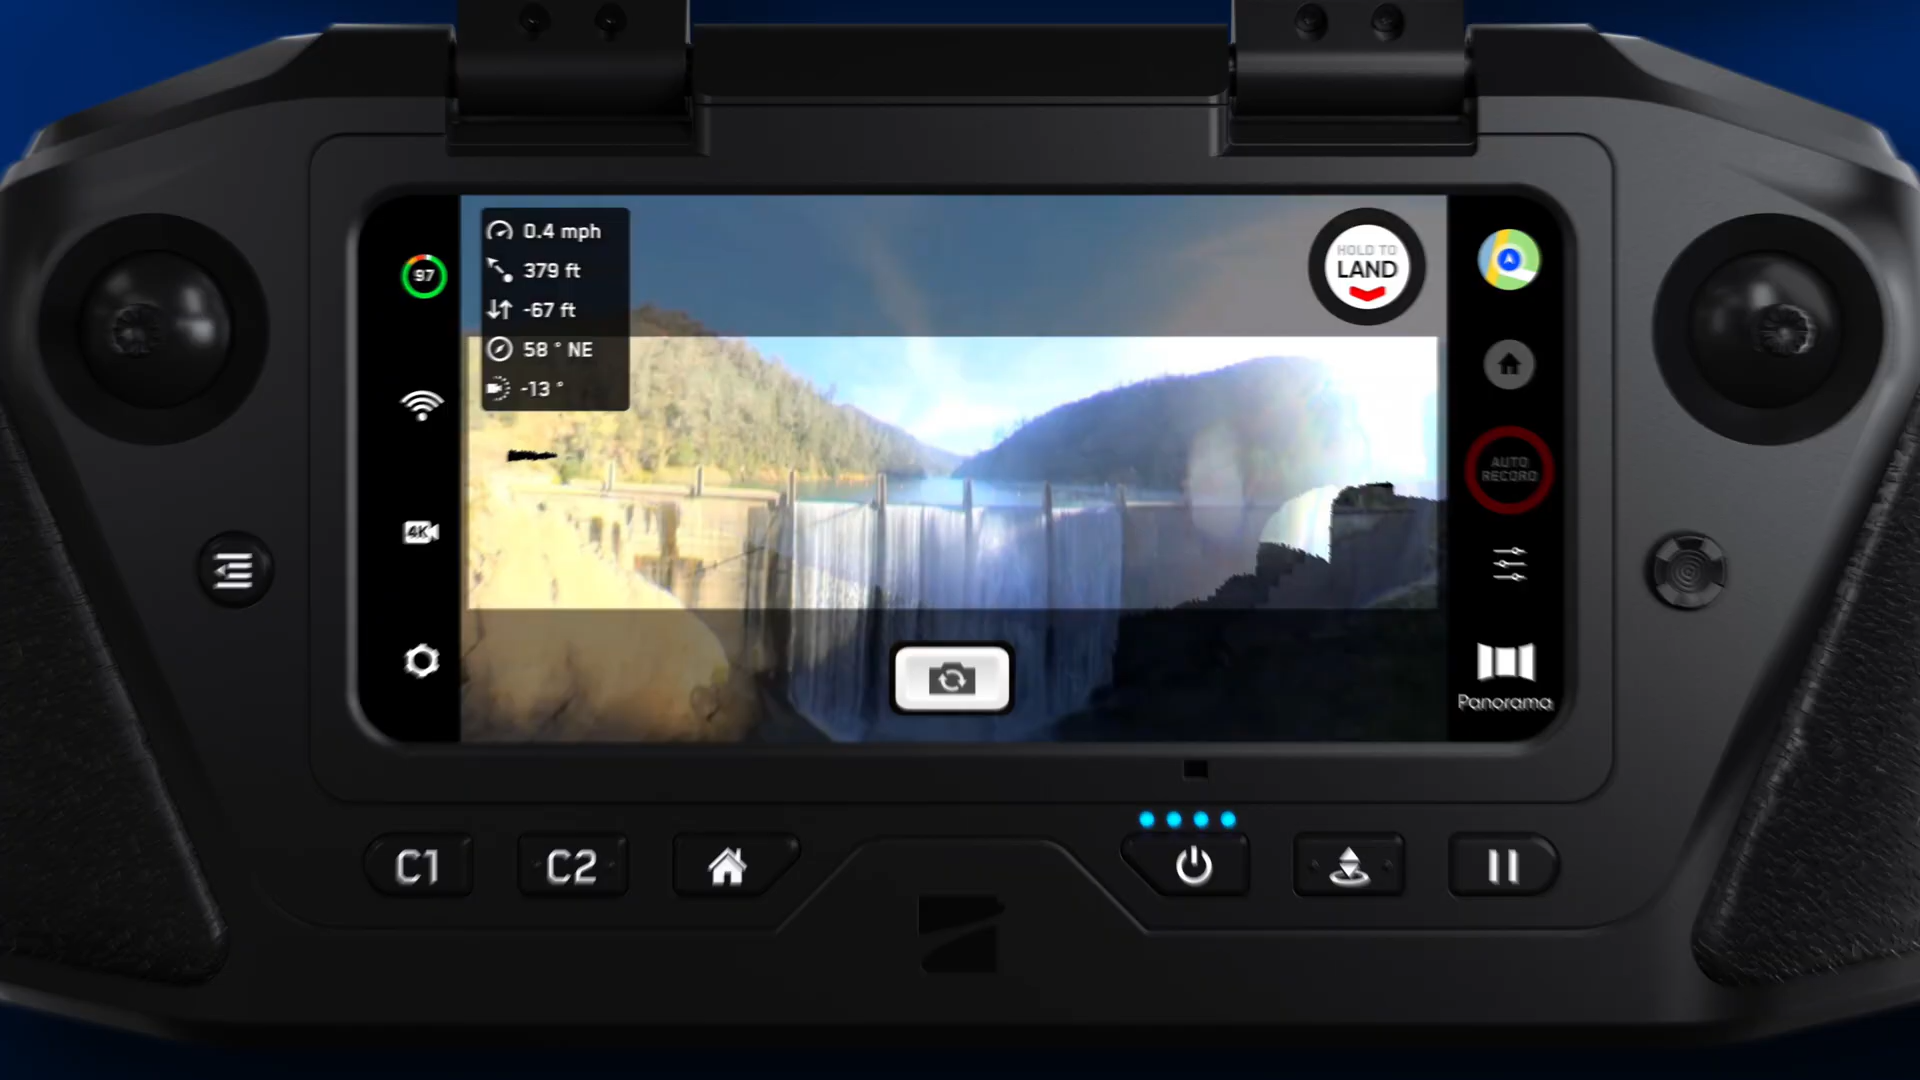 0.4 mph
379 ft
-67 ft
58 ° NE
-13 °
97
4K
HOLD TO
LAND
AUTO
RECORD
Panorama
C1
C2